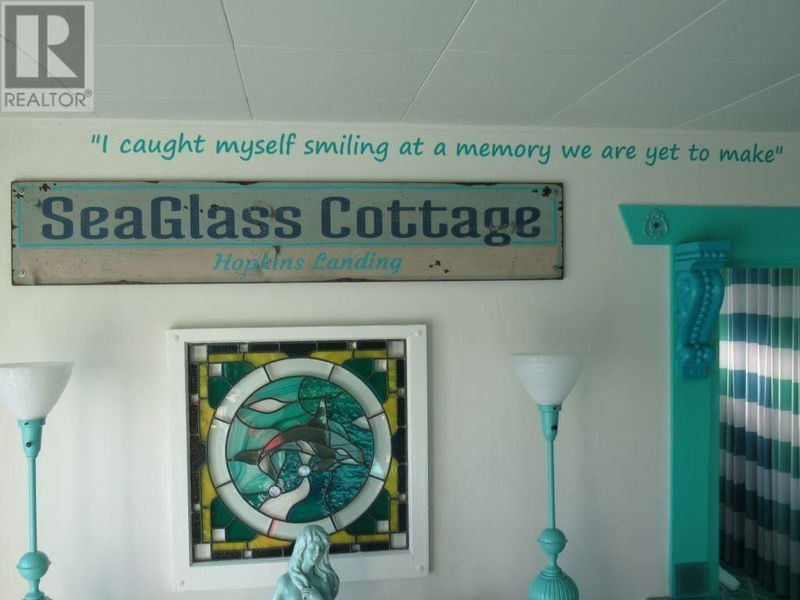 R
REALTOR®
"I caught myself smiling at a memory we are yet to make"
SeaGlass Cottage
Hopkins Landing